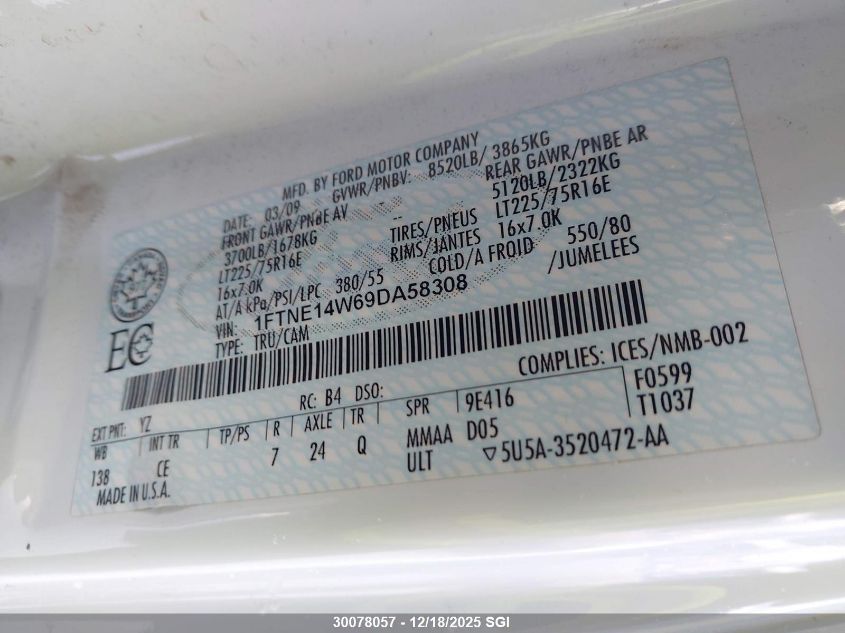 MFD. BY FORD MOTOR COMPANY
DATE: 03/09 GVWR/PNBV: 8520LB/ 3865KG
FRONT GAWR/PNBE AV REAR GAWR/PNBE AR
3700LB/1678KG -- 5120LB/2322KG
LT225/75R16E TIRES/PNEUS LT225/75R16E
16x7.0K RIMS/JANTES 16x7.0K
AT/A kPa/PSI/LPC 380/55 COLD/A FROID 550/80
VIN: 1FTNE14W69DA58308 /JUMELEES
TYPE: TRU/CAM
EC
COMPLIES: ICES/NMB-002
EXT PNT: YZ RC: B4 DSO:
WB INT TR TP/PS R AXLE TR SPR 9E416 F0599
138 CE 7 24 Q MMAA D05 T1037
MADE IN U.S.A. ULT ▽5U5A-3520472-AA
30078057 - 12/18/2025 SGI